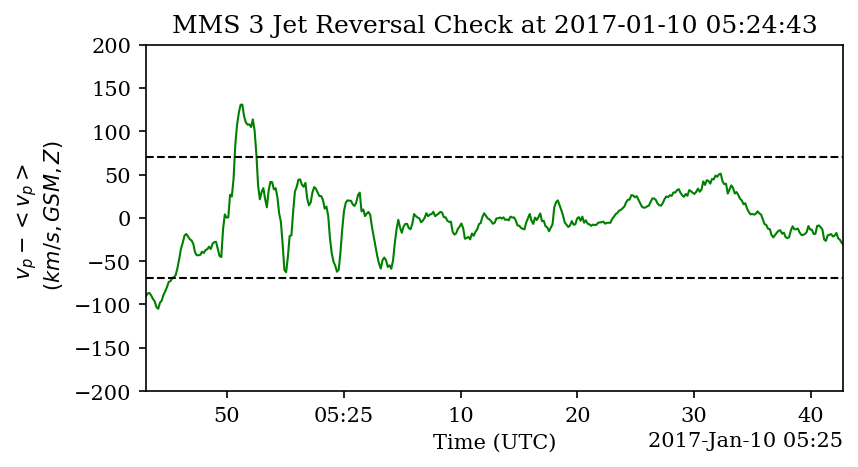 MMS 3 Jet Reversal Check at 2017-01-10 05:24:43
200
150
100
50
0
−50
−100
−150
−200
v_p − < v_p >
(km/s, GSM, Z)
50 05:25 10 20 30 40
Time (UTC)
2017-Jan-10 05:25